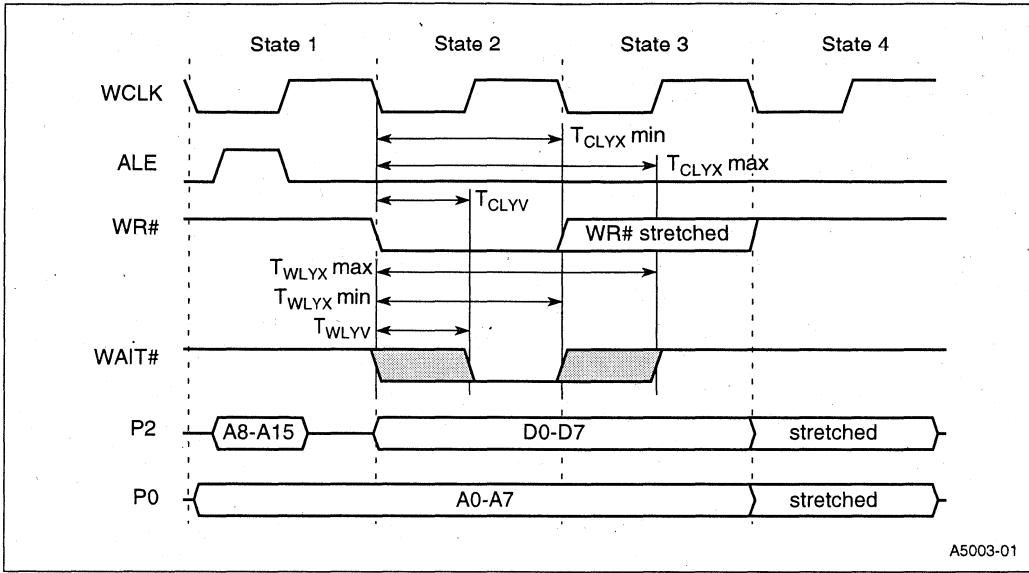 State 1 State 2 State 3 State 4
WCLK
T_CLYX min
ALE
T_CLYX max
T_CLYV
WR#
WR# stretched
T_WLYX max
T_WLYX min
T_WLYV
WAIT#
P2 A8-A15 D0-D7 stretched
P0 A0-A7 stretched
A5003-01